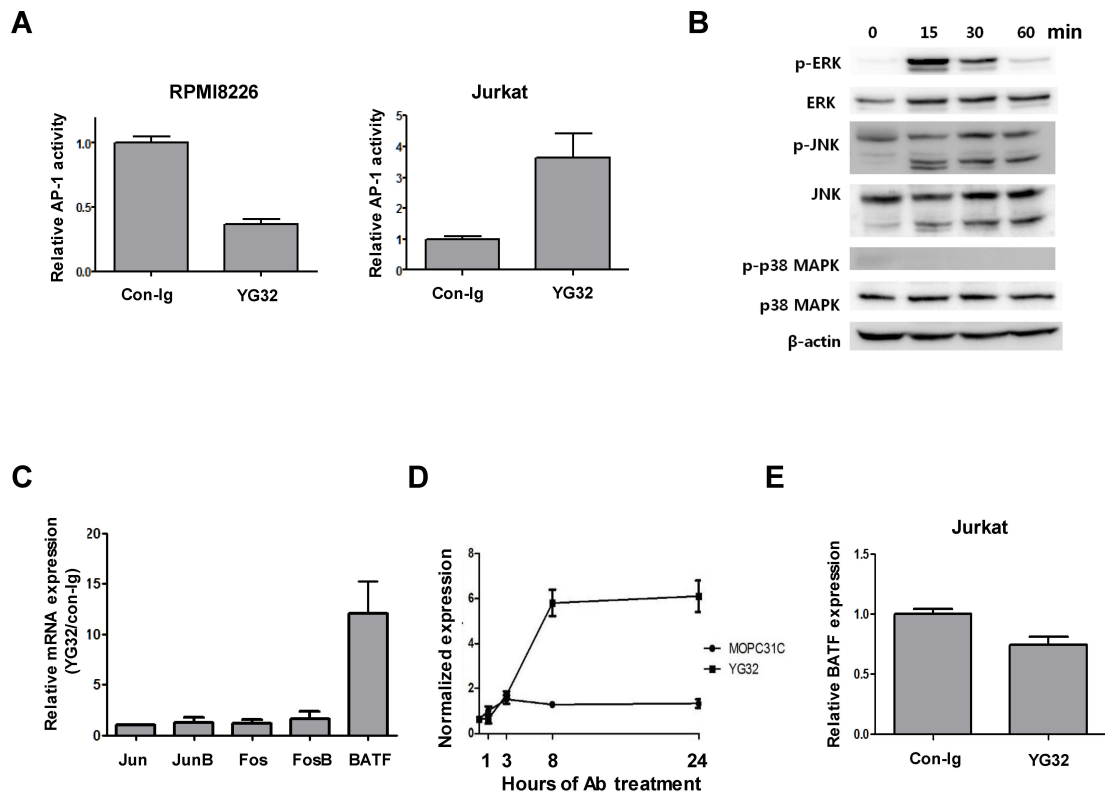 A
RPMI8226
Relative AP-1 activity
1.0
0.5
0.0
Con-Ig YG32
Jurkat
Relative AP-1 activity
5
4
3
2
1
0
Con-Ig YG32
B
0 15 30 60 min
p-ERK
ERK
p-JNK
JNK
p-p38 MAPK
p38 MAPK
β-actin
C
Relative mRNA expression
(YG32/con-Ig)
20
15
10
5
0
Jun JunB Fos FosB BATF
D
Normalized expression
8
6
4
2
0
1 3 8 24
Hours of Ab treatment
MOPC31C
YG32
E
Jurkat
Relative BATF expression
1.5
1.0
0.5
0.0
Con-Ig YG32